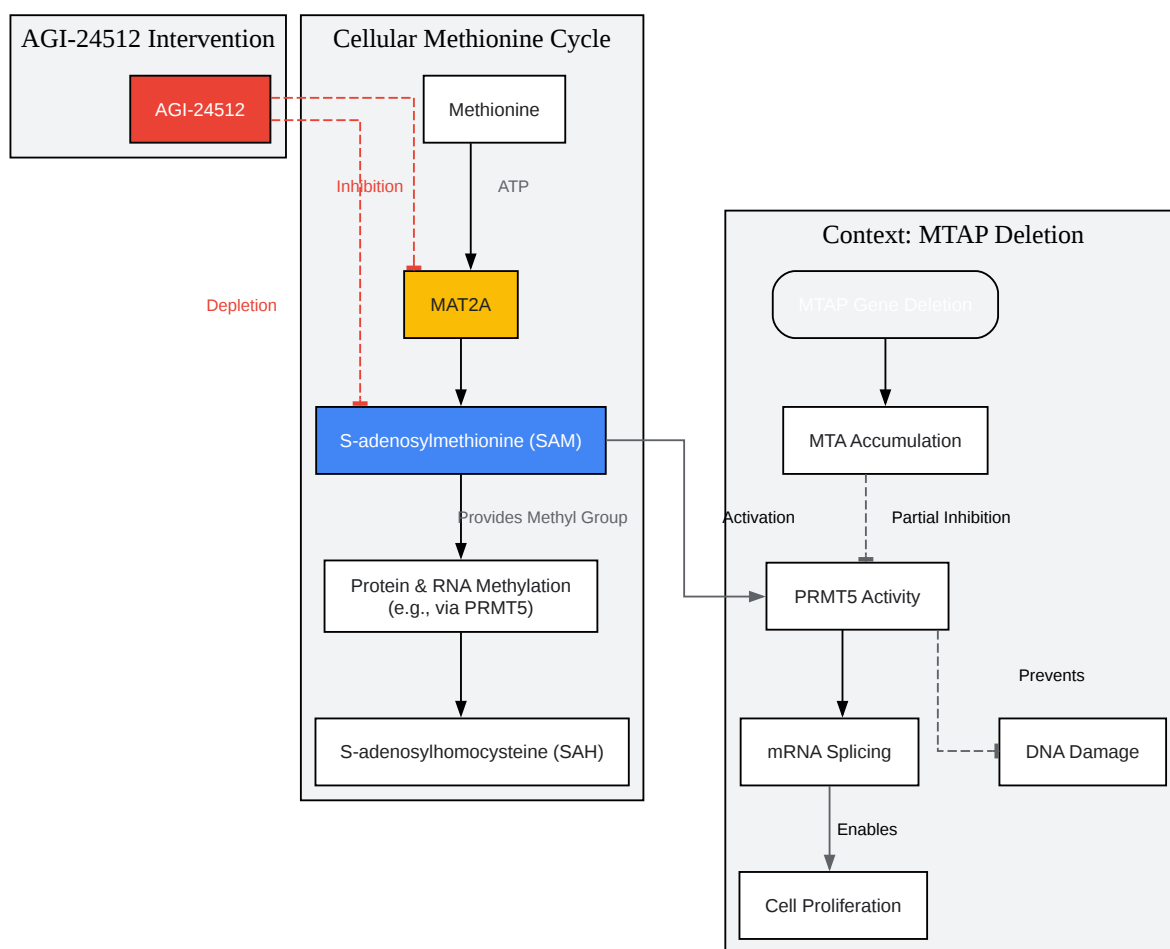 AGI-24512 Intervention
AGI-24512
Cellular Methionine Cycle
Methionine
Inhibition
ATP
Depletion
MAT2A
S-adenosylmethionine (SAM)
Provides Methyl Group
Protein & RNA Methylation
(e.g., via PRMT5)
S-adenosylhomocysteine (SAH)
Context: MTAP Deletion
MTAP Gene Deletion
MTA Accumulation
Activation
Partial Inhibition
PRMT5 Activity
Prevents
mRNA Splicing
DNA Damage
Enables
Cell Proliferation